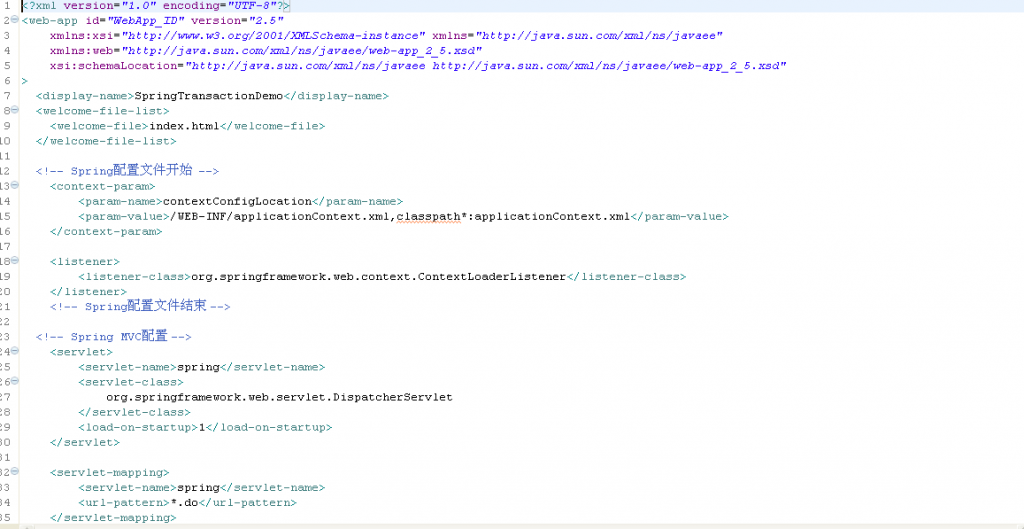 1 <?xml version="1.0" encoding="UTF-8"?>
2 <web-app id="WebApp_ID" version="2.5"
3 xmlns:xsi="http://www.w3.org/2001/XMLSchema-instance" xmlns="http://java.sun.com/xml/ns/javaee"
4 xmlns:web="http://java.sun.com/xml/ns/javaee/web-app_2_5.xsd"
5 xsi:schemaLocation="http://java.sun.com/xml/ns/javaee http://java.sun.com/xml/ns/javaee/web-app_2_5.xsd"
6 >
7 <display-name>SpringTransactionDemo</display-name>
8 <welcome-file-list>
9 <welcome-file>index.html</welcome-file>
10 </welcome-file-list>
11
12 <!-- Spring配置文件开始 -->
13 <context-param>
14 <param-name>contextConfigLocation</param-name>
15 <param-value>/WEB-INF/applicationContext.xml,classpath*:applicationContext.xml</param-value>
16 </context-param>
17
18 <listener>
19 <listener-class>org.springframework.web.context.ContextLoaderListener</listener-class>
20 </listener>
21 <!-- Spring配置文件结束 -->
22
23 <!-- Spring MVC配置 -->
24 <servlet>
25 <servlet-name>spring</servlet-name>
26 <servlet-class>
27 org.springframework.web.servlet.DispatcherServlet
28 </servlet-class>
29 <load-on-startup>1</load-on-startup>
30 </servlet>
31
32 <servlet-mapping>
33 <servlet-name>spring</servlet-name>
34 <url-pattern>*.do</url-pattern>
35 </servlet-mapping>